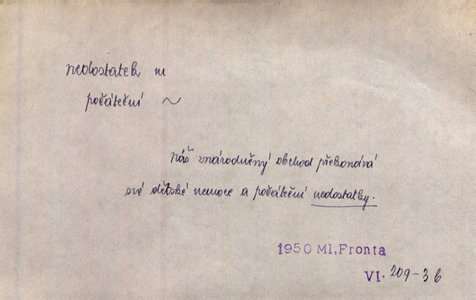 nedostatek m
počáteční ~
Náš znárodněný obchod překonává
své dětské nemoce a počáteční nedostatky.
1950 Ml. Fronta
VI. 209-36